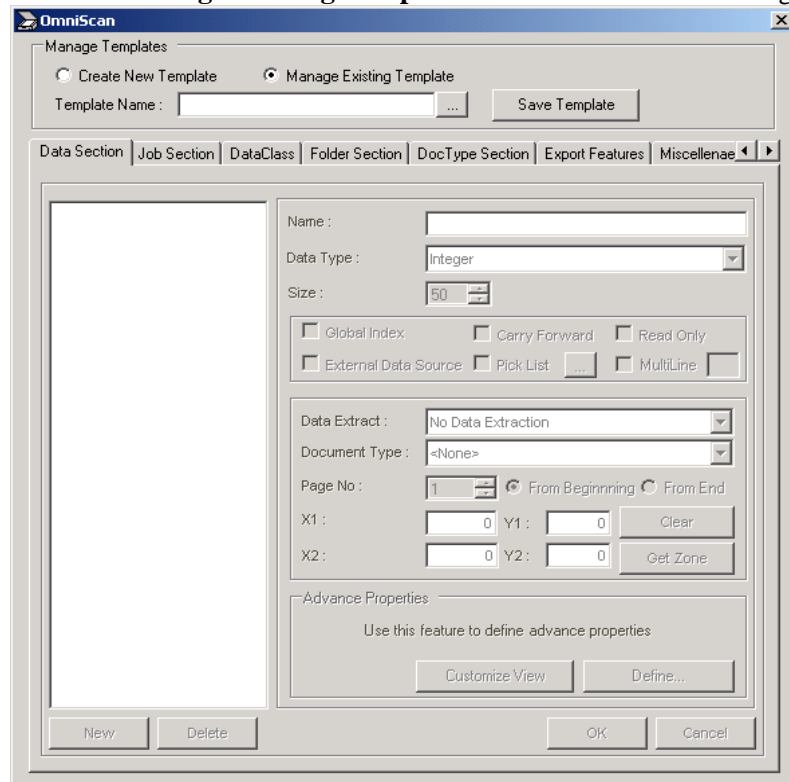 OmniScan
Manage Templates
Create New Template Manage Existing Template
Template Name : ... Save Template
Data Section Job Section DataClass Folder Section DocType Section Export Features Miscellenae
Name :
Data Type : Integer
Size : 50
Global Index Carry Forward Read Only
External Data Source Pick List ... MultiLine
Data Extract : No Data Extraction
Document Type : <None>
Page No : 1 From Beginnning From End
X1 : 0 Y1 : 0 Clear
X2 : 0 Y2 : 0 Get Zone
Advance Properties
Use this feature to define advance properties
Customize View Define...
New Delete OK Cancel